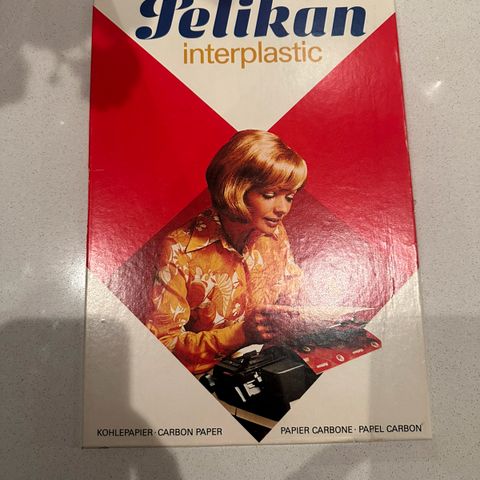 Pelikan
interplastic
KOHLEPAPIER · CARBON PAPER
PAPIER CARBONE · PAPEL CARBON